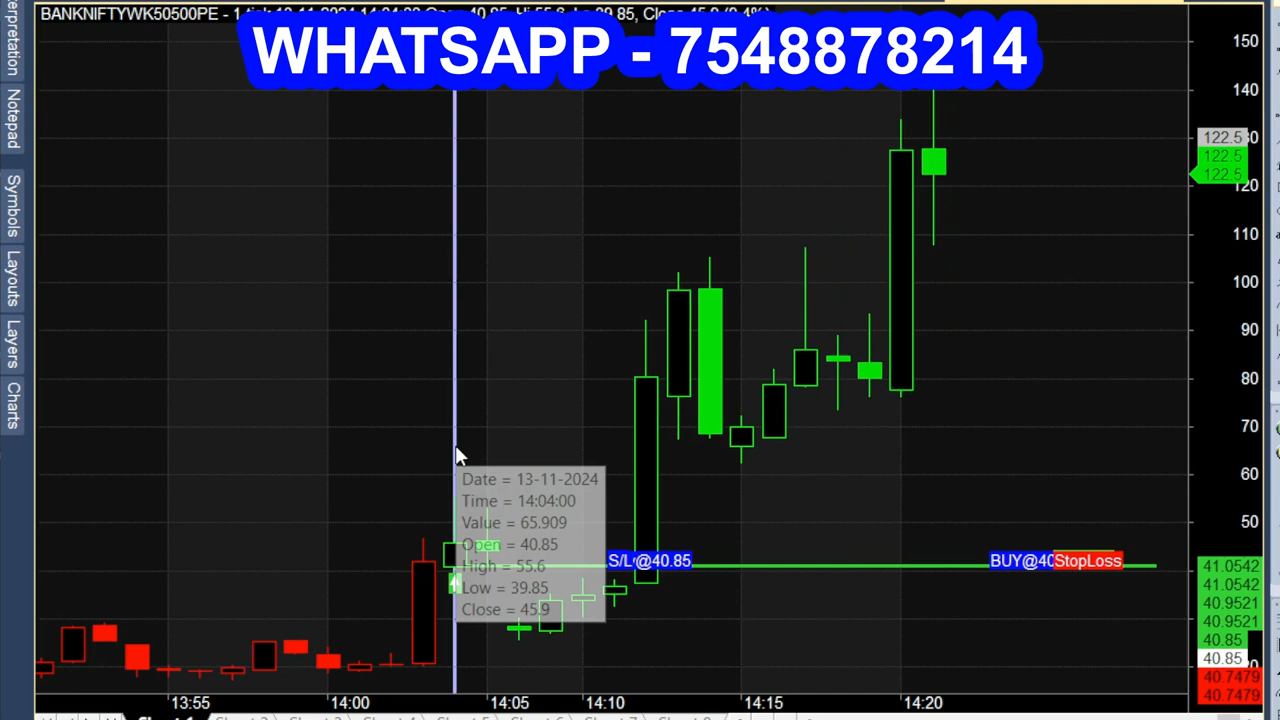 BANKNIFTYWK50500PE - 1
WHATSAPP - 7548878214
Interpretation
Notepad
Symbols
Layouts
Layers
Charts
150
140
122.5
122.5
122.5
120
110
100
90
80
70
60
50
Date = 13-11-2024
Time = 14:04:00
Value = 65.909
Open = 40.85
High = 55.6
Low = 39.85
Close = 45.9
S/L@40.85
BUY@40 StopLoss
41.0542
41.0542
40.9521
40.9521
40.85
40.85
40.7479
40.7479
13:55 14:00 14:05 14:10 14:15 14:20